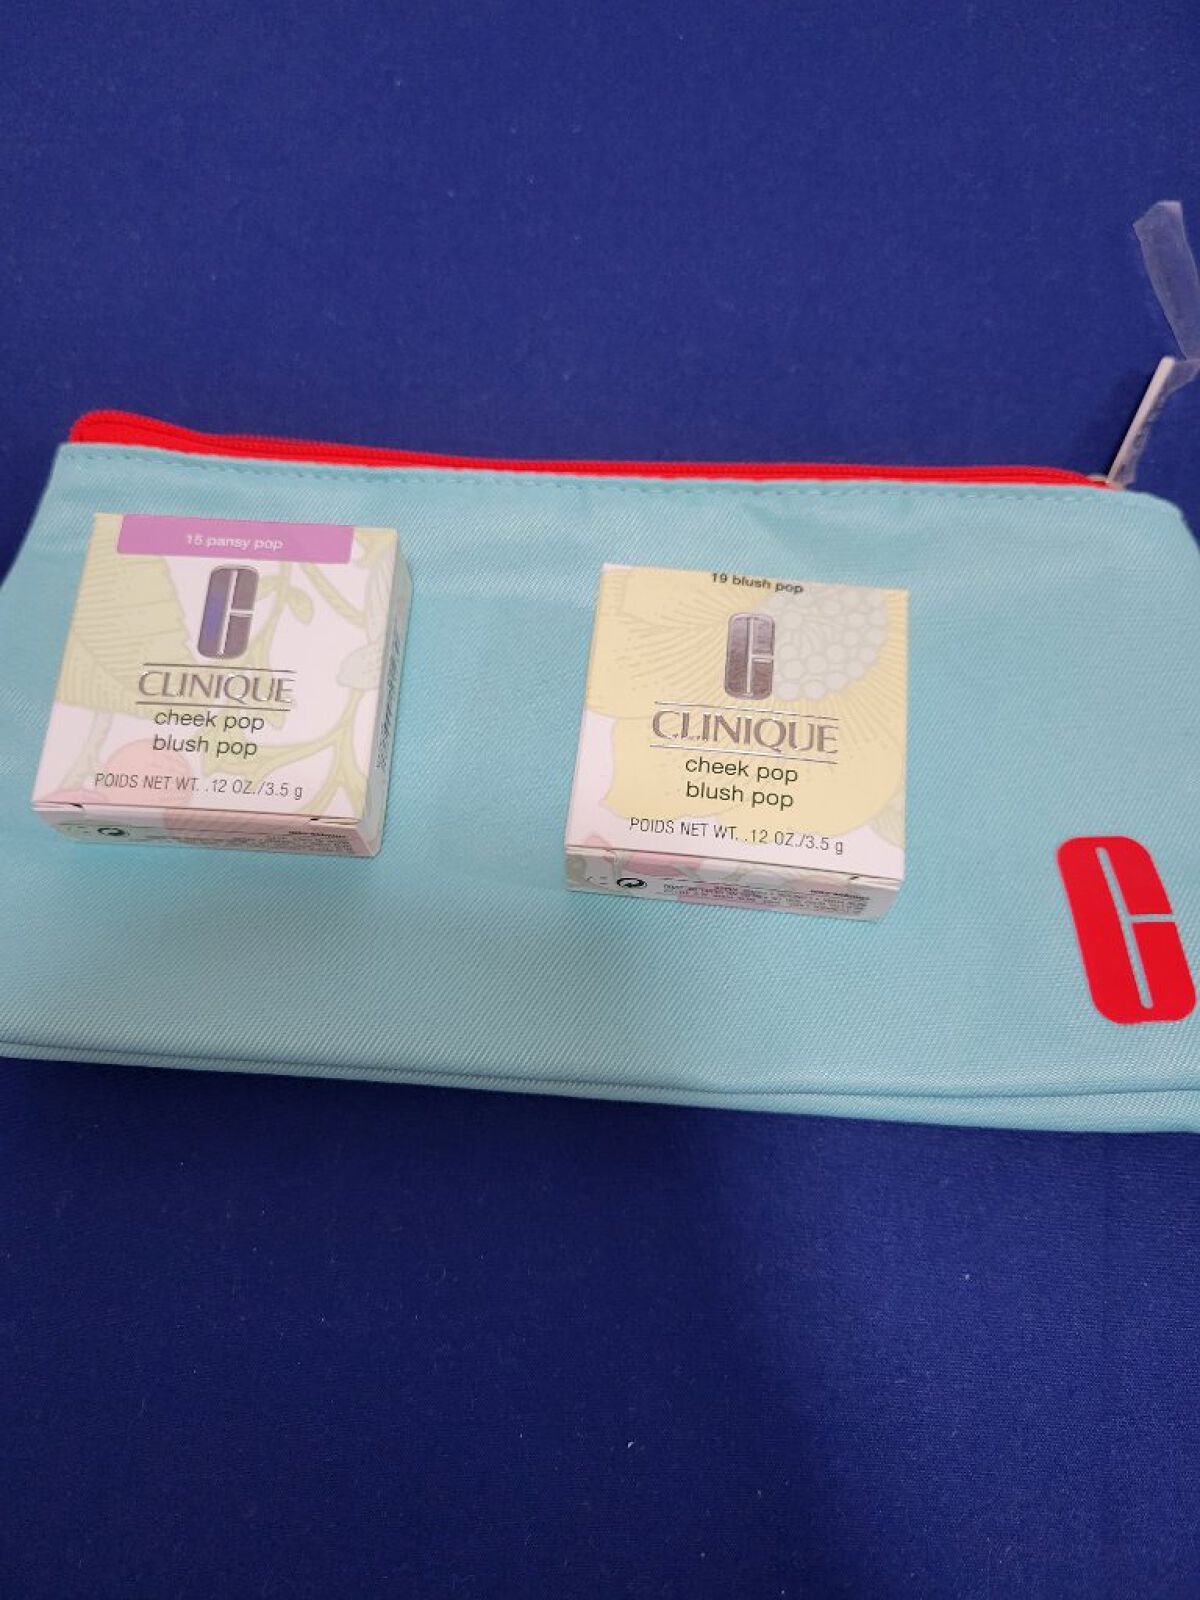 15 pansy pop
CLINIQUE
cheek pop
blush pop
POIDS NET WT. .12 OZ./3.5 g
19 blush pop
CLINIQUE
cheek pop
blush pop
POIDS NET WT. .12 OZ./3.5 g